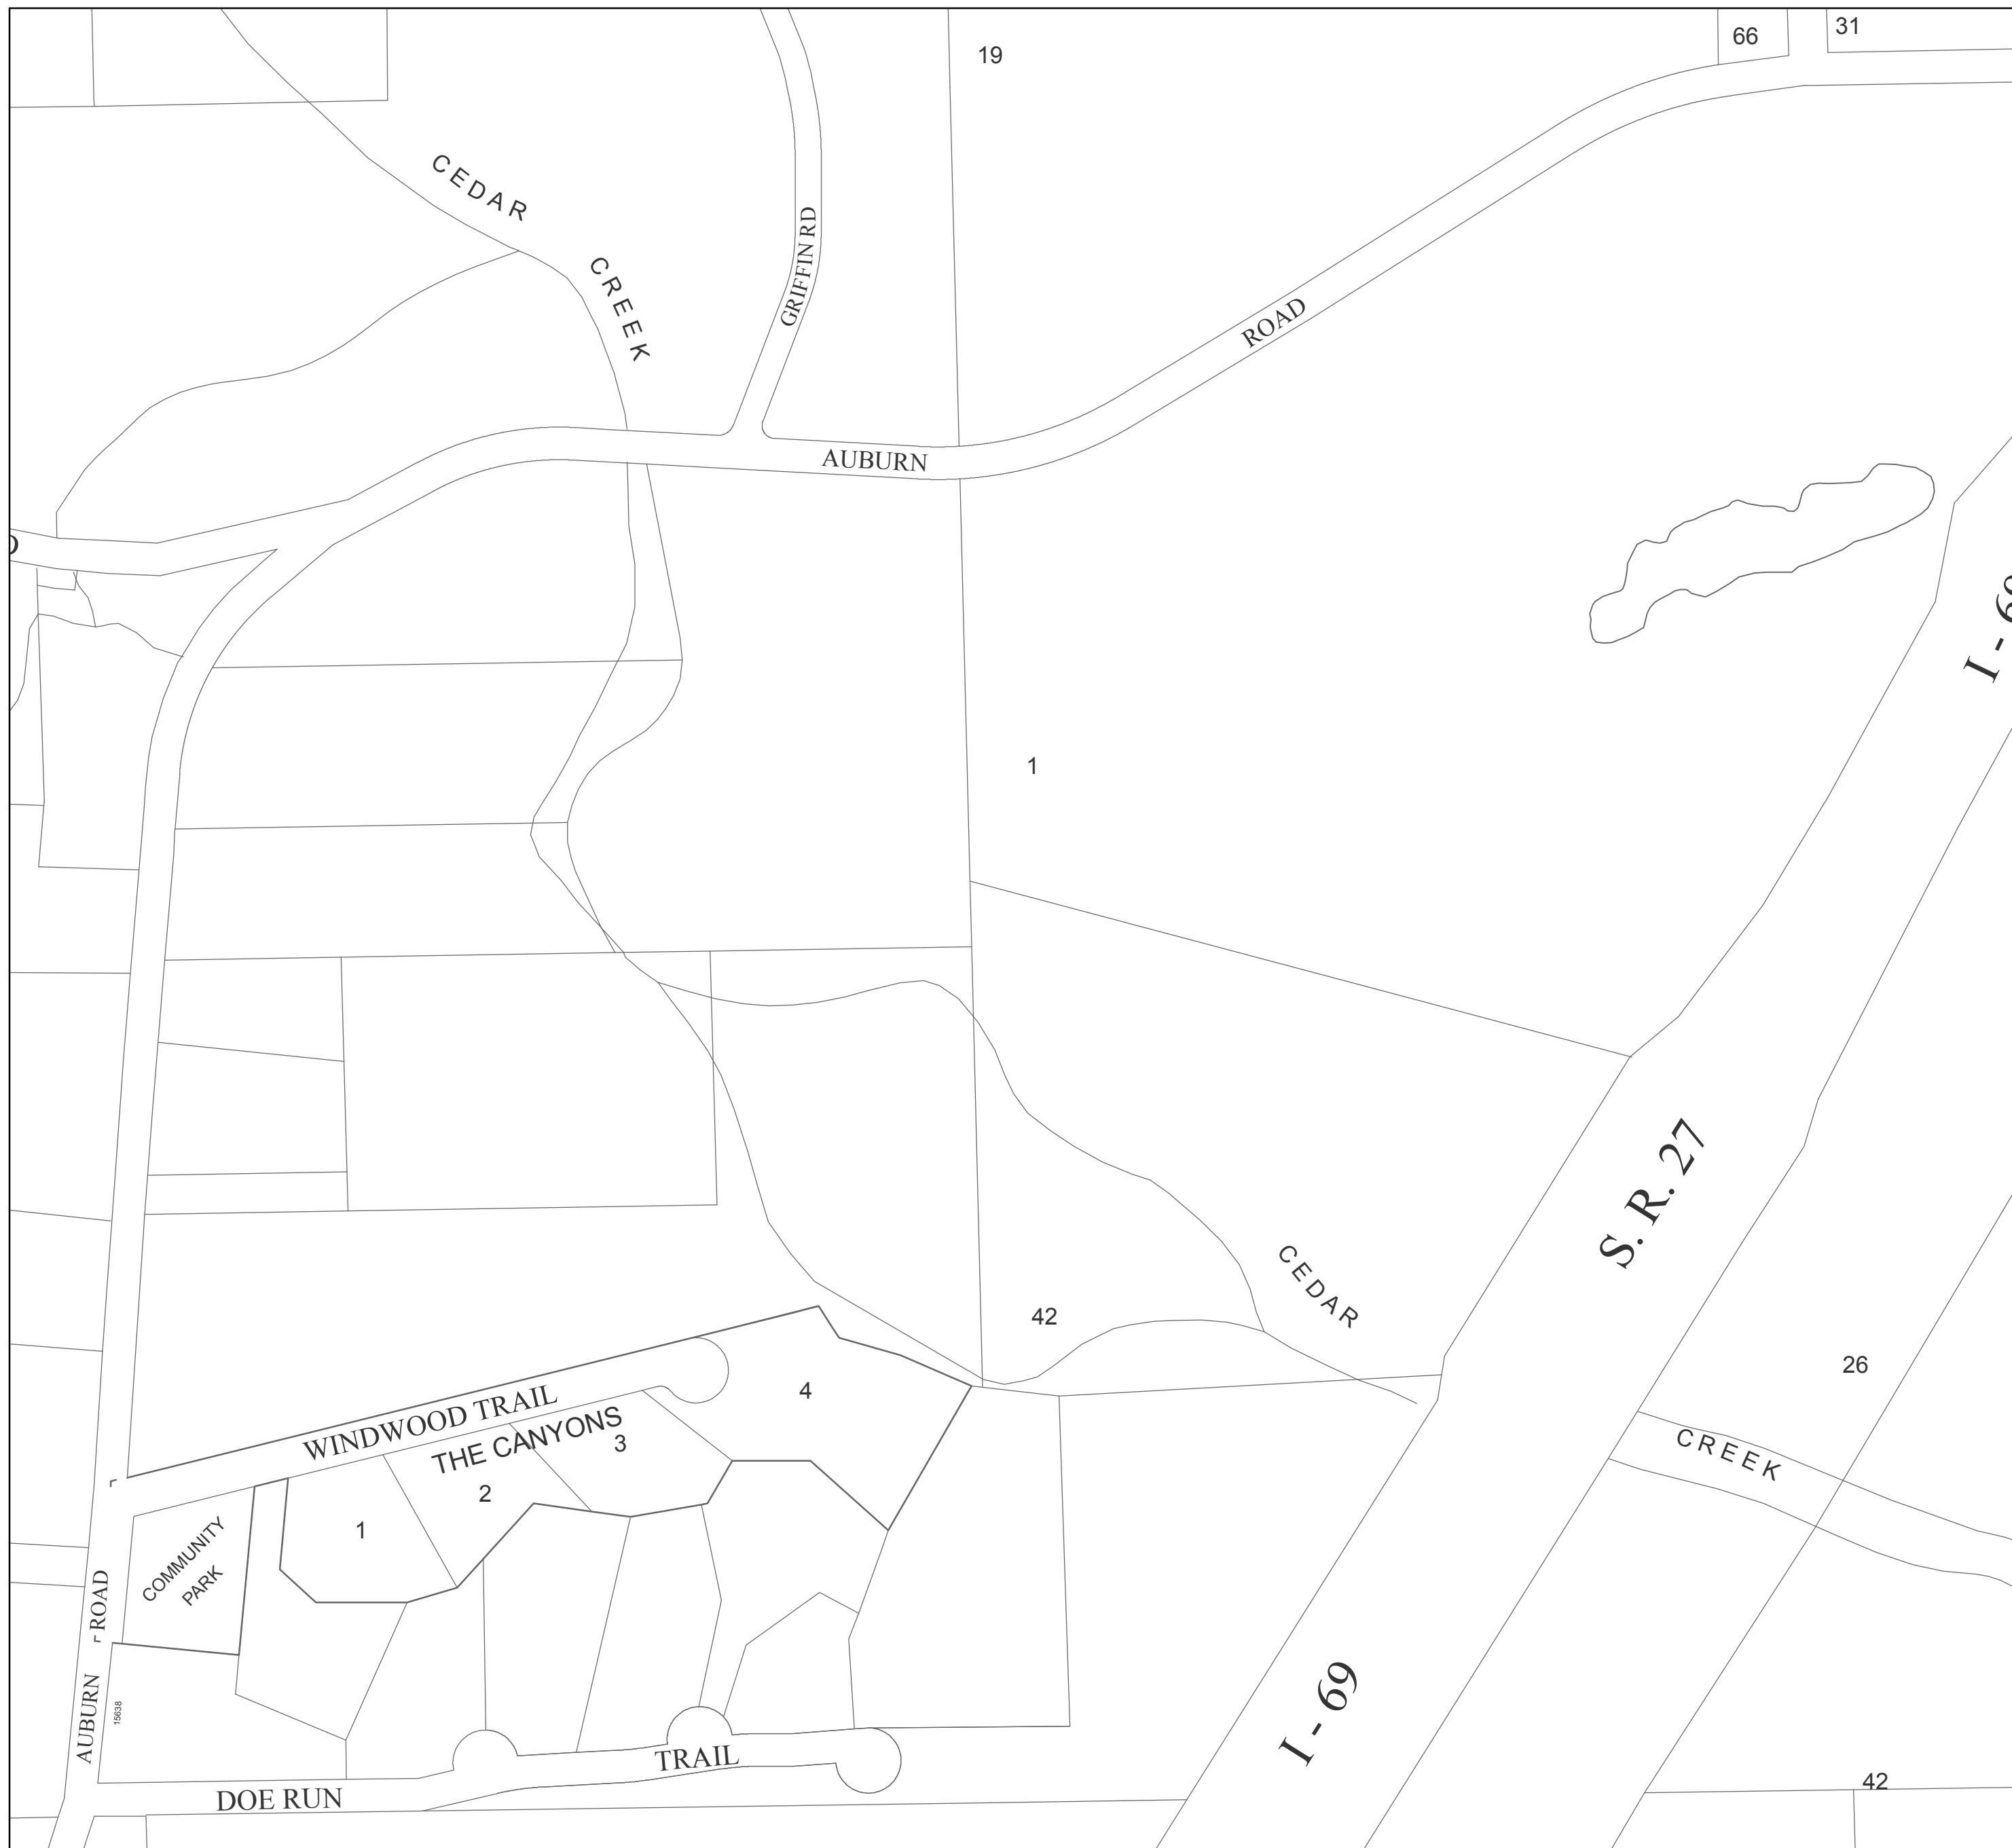 19
66
31
CEDAR
CREEK
GRIFFIN RD
ROAD
AUBURN
I - 69
1
S. R. 27
CEDAR
42
26
4
WINDWOOD TRAIL
THE CANYONS
3
2
1
CREEK
COMMUNITY
PARK
ROAD
AUBURN
15638
I - 69
TRAIL
DOE RUN
42